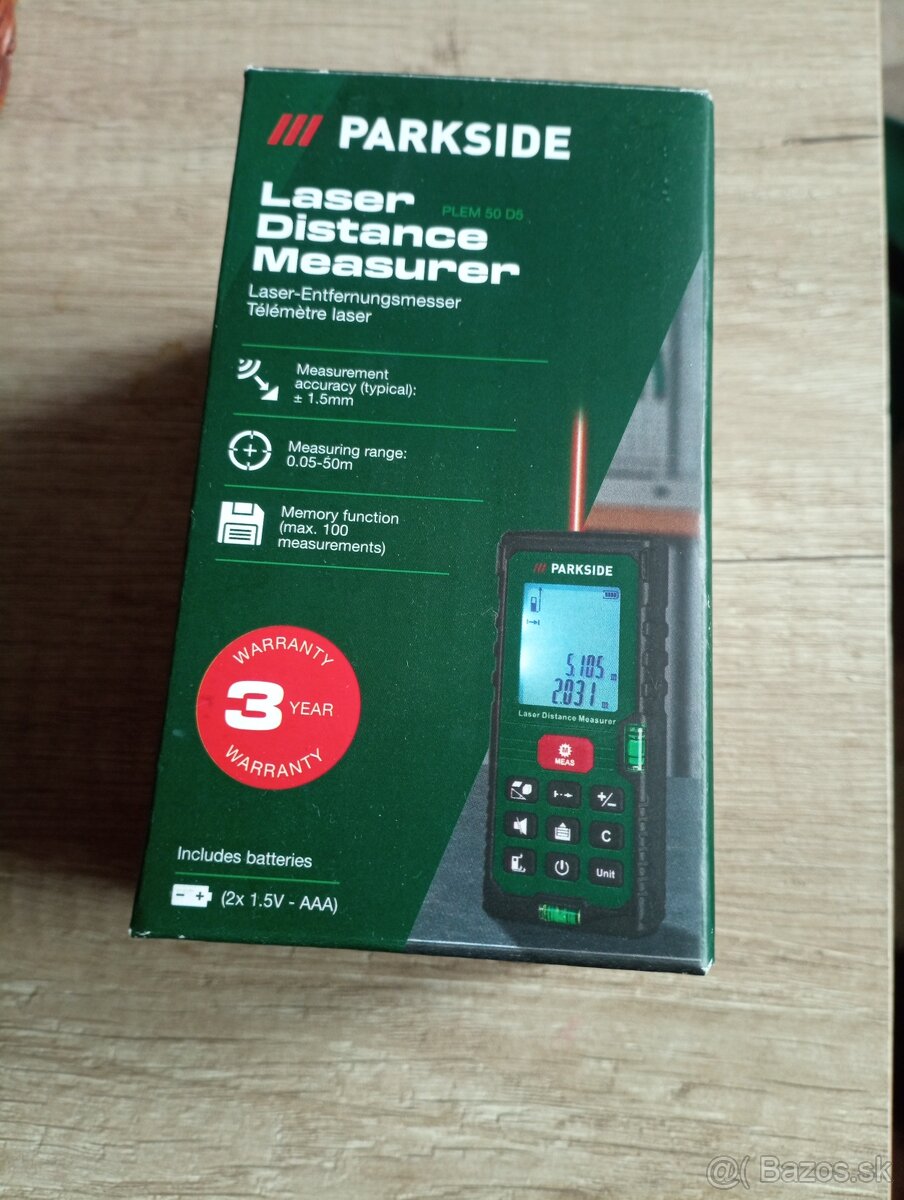 PARKSIDE
Laser
Distance
Measurer
PLEM 50 D5
Laser-Entfernungsmesser
Télémètre laser
Measurement
accuracy (typical):
± 1.5mm
Measuring range:
0.05-50m
Memory function
(max. 100
measurements)
WARRANTY
3 YEAR
WARRANTY
Includes batteries
(2x 1.5V - AAA)
PARKSIDE
5.105 m
2.031 m
Laser Distance Measurer
MEAS
+/-
C
Unit
@( Bazos.sk